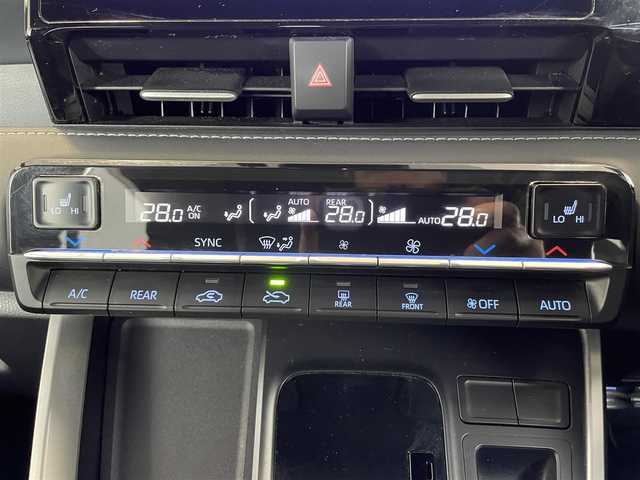 LO HI
28.0 A/C ON AUTO REAR 28.0 AUTO 28.0
LO HI
SYNC
A/C REAR REAR FRONT OFF AUTO